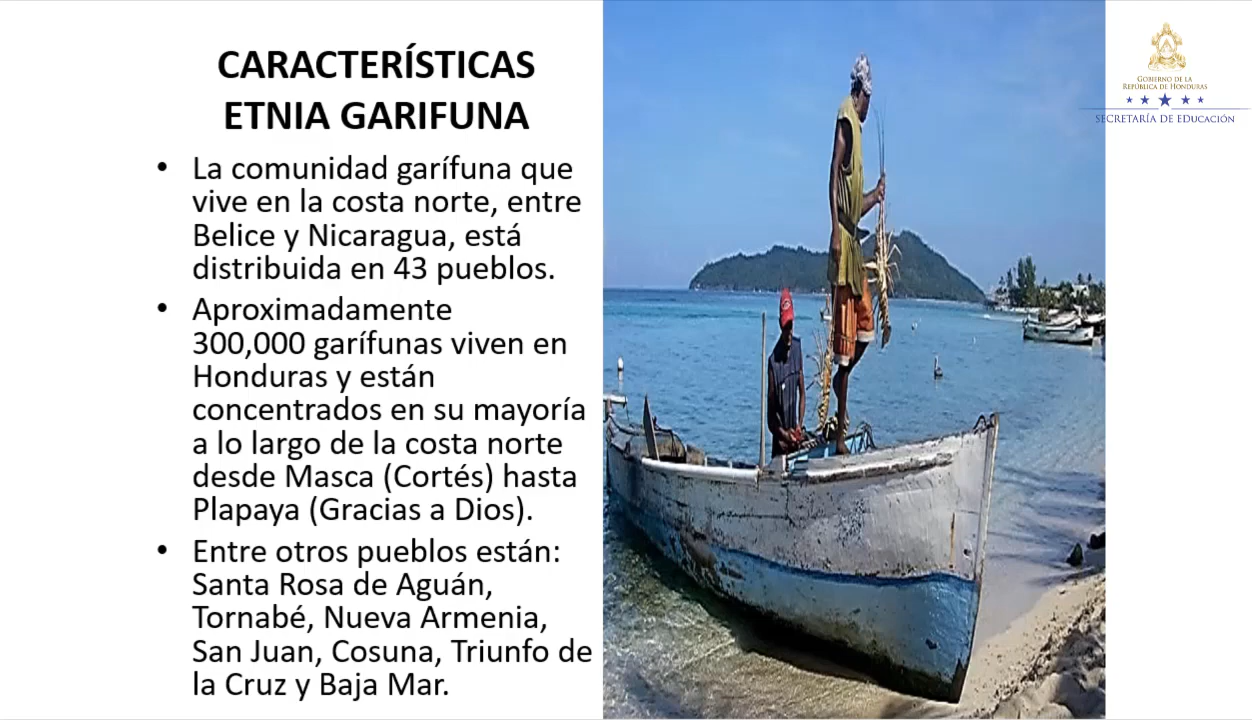 CARACTERÍSTICAS
ETNIA GARIFUNA
• La comunidad garífuna que
vive en la costa norte, entre
Belice y Nicaragua, está
distribuida en 43 pueblos.
• Aproximadamente
300,000 garífunas viven en
Honduras y están
concentrados en su mayoría
a lo largo de la costa norte
desde Masca (Cortés) hasta
Plapaya (Gracias a Dios).
• Entre otros pueblos están:
Santa Rosa de Aguán,
Tornabé, Nueva Armenia,
San Juan, Cosuna, Triunfo de
la Cruz y Baja Mar.
GOBIERNO DE LA
REPÚBLICA DE HONDURAS
SECRETARÍA DE EDUCACIÓN